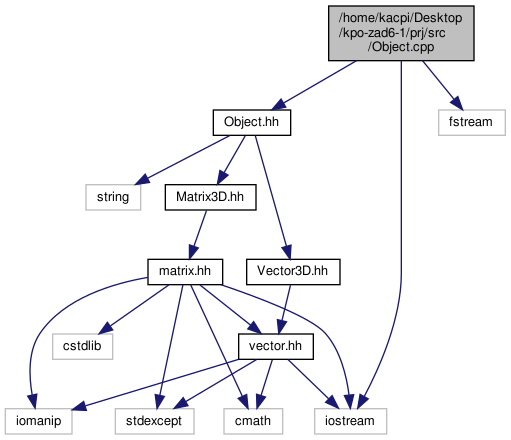 /home/kacpi/Desktop
/kpo-zad6-1/prj/src
/Object.cpp
Object.hh
fstream
string
Matrix3D.hh
matrix.hh
Vector3D.hh
cstdlib
vector.hh
iomanip
stdexcept
cmath
iostream